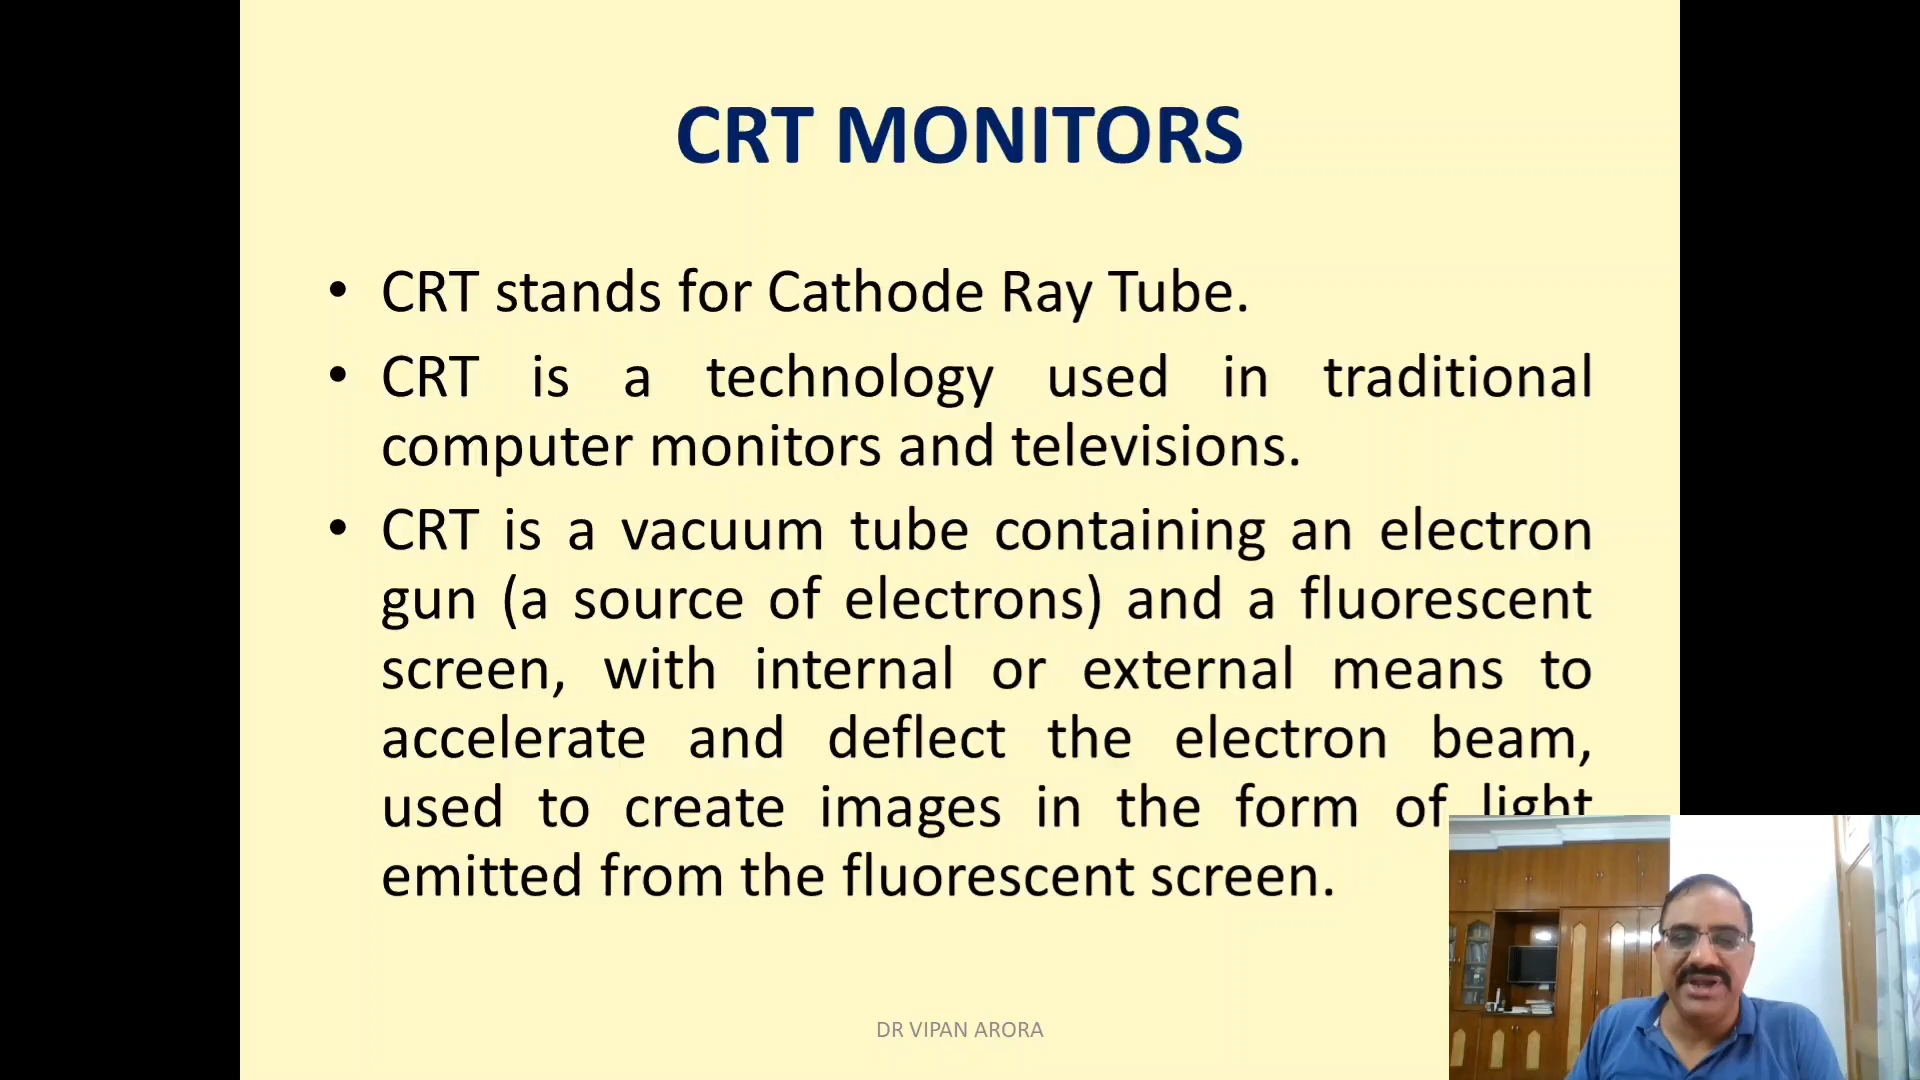 CRT MONITORS
• CRT stands for Cathode Ray Tube.
• CRT is a technology used in traditional
computer monitors and televisions.
• CRT is a vacuum tube containing an electron
gun (a source of electrons) and a fluorescent
screen, with internal or external means to
accelerate and deflect the electron beam,
used to create images in the form of light
emitted from the fluorescent screen.
DR VIPAN ARORA